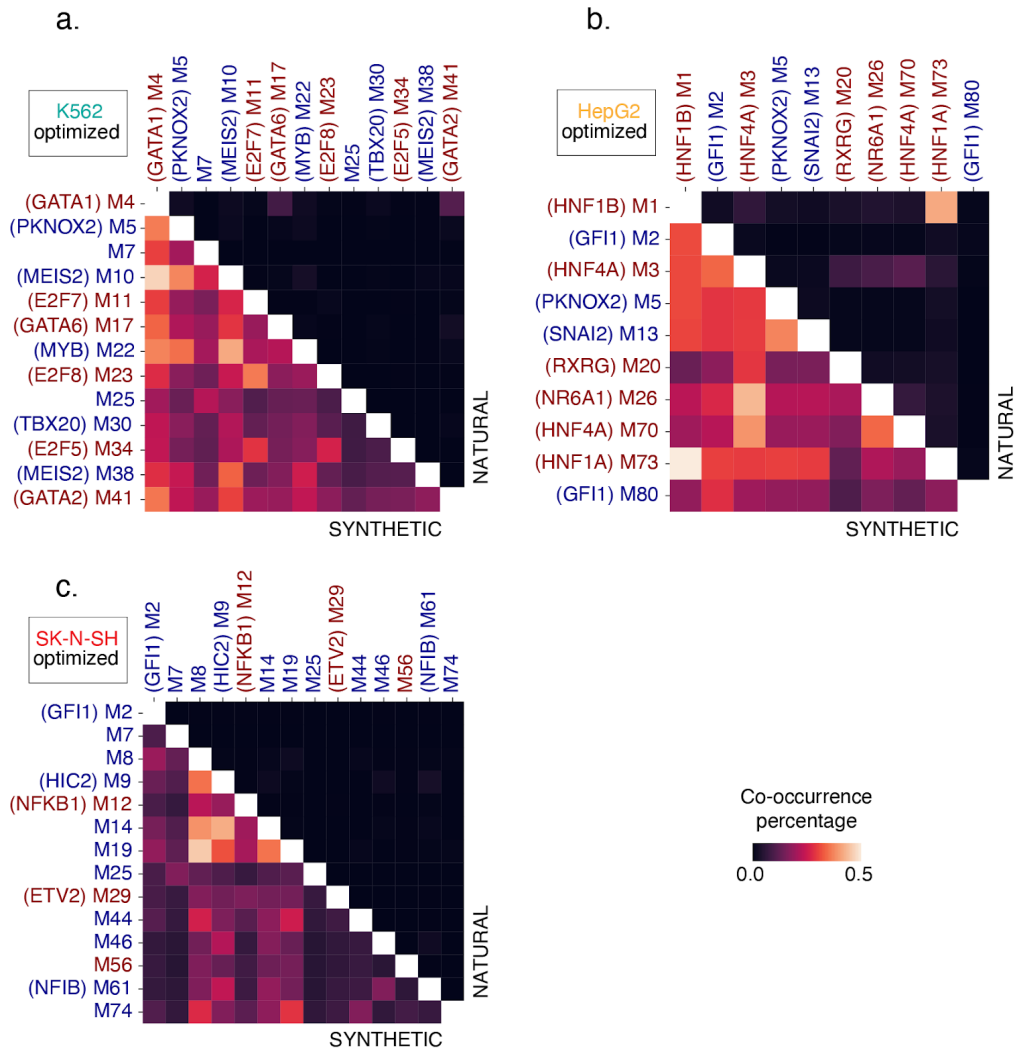 a.
K562
optimized
(GATA1) M4
(PKNOX2) M5
M7
(MEIS2) M10
(E2F7) M11
(GATA6) M17
(MYB) M22
(E2F8) M23
M25
(TBX20) M30
(E2F5) M34
(MEIS2) M38
(GATA2) M41
(GATA1) M4
(PKNOX2) M5
M7
(MEIS2) M10
(E2F7) M11
(GATA6) M17
(MYB) M22
(E2F8) M23
M25
(TBX20) M30
(E2F5) M34
(MEIS2) M38
(GATA2) M41
NATURAL
SYNTHETIC
b.
HepG2
optimized
(HNF1B) M1
(GFI1) M2
(HNF4A) M3
(PKNOX2) M5
(SNAI2) M13
(RXRG) M20
(NR6A1) M26
(HNF4A) M70
(HNF1A) M73
(GFI1) M80
(HNF1B) M1
(GFI1) M2
(HNF4A) M3
(PKNOX2) M5
(SNAI2) M13
(RXRG) M20
(NR6A1) M26
(HNF4A) M70
(HNF1A) M73
(GFI1) M80
NATURAL
SYNTHETIC
c.
SK-N-SH
optimized
(GFI1) M2
M7
M8
(HIC2) M9
(NFKB1) M12
M14
M19
M25
(ETV2) M29
M44
M46
M56
(NFIB) M61
M74
(GFI1) M2
M7
M8
(HIC2) M9
(NFKB1) M12
M14
M19
M25
(ETV2) M29
M44
M46
M56
(NFIB) M61
M74
NATURAL
SYNTHETIC
Co-occurrence
percentage
0.0
0.5